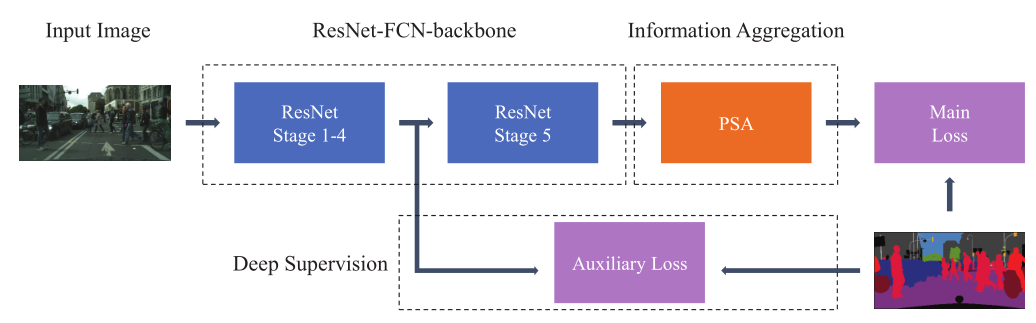 Input Image
ResNet-FCN-backbone
Information Aggregation
ResNet
Stage 1-4
ResNet
Stage 5
PSA
Main
Loss
Deep Supervision
Auxiliary Loss